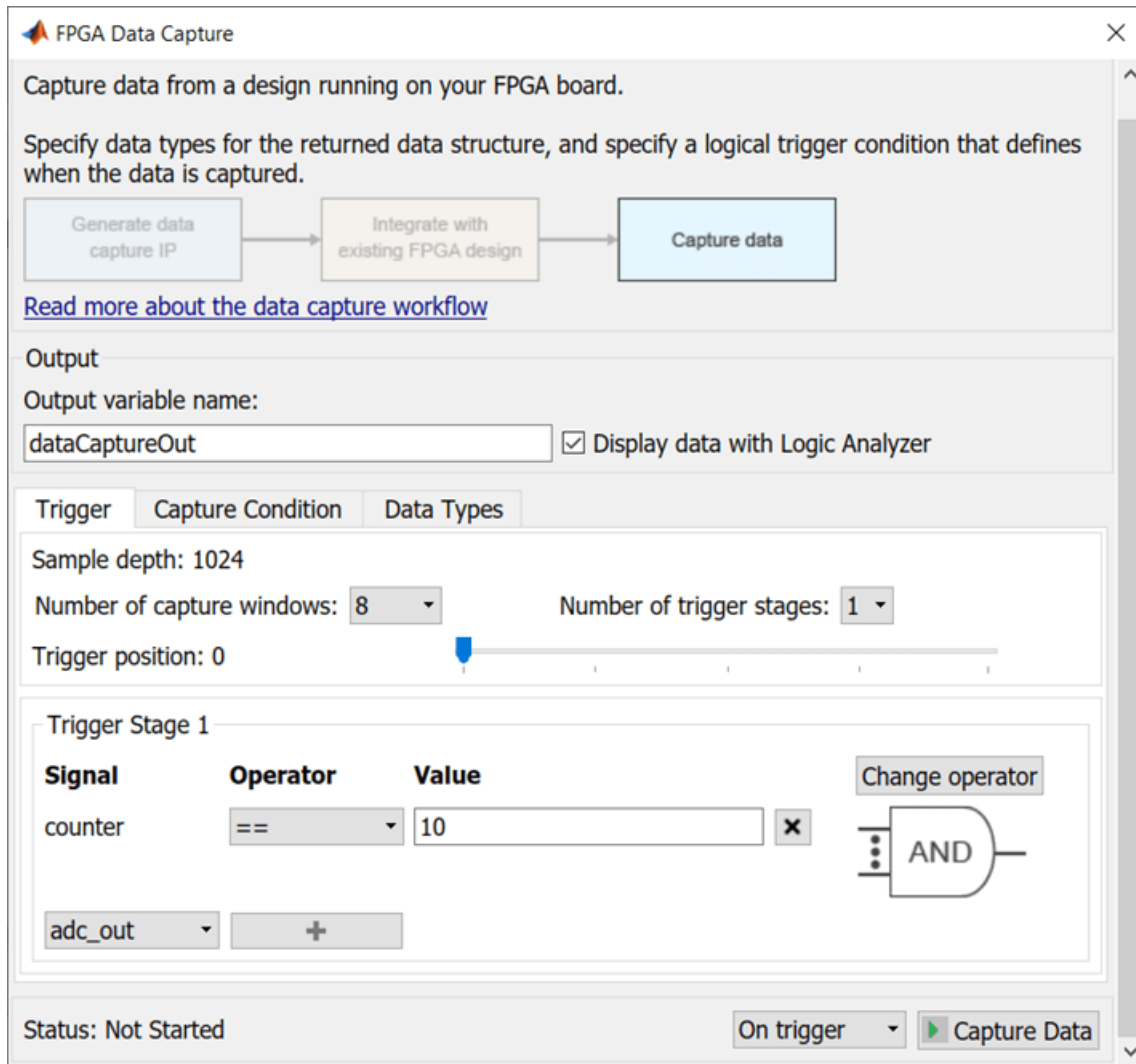 FPGA Data Capture
Capture data from a design running on your FPGA board.
Specify data types for the returned data structure, and specify a logical trigger condition that defines
when the data is captured.
Generate data
capture IP
Integrate with
existing FPGA design
Capture data
Read more about the data capture workflow
Output
Output variable name:
dataCaptureOut
Display data with Logic Analyzer
Trigger
Capture Condition
Data Types
Sample depth: 1024
Number of capture windows: 8
Number of trigger stages: 1
Trigger position: 0
Trigger Stage 1
Signal
Operator
Value
Change operator
counter
==
10
AND
adc_out
+
Status: Not Started
On trigger
Capture Data